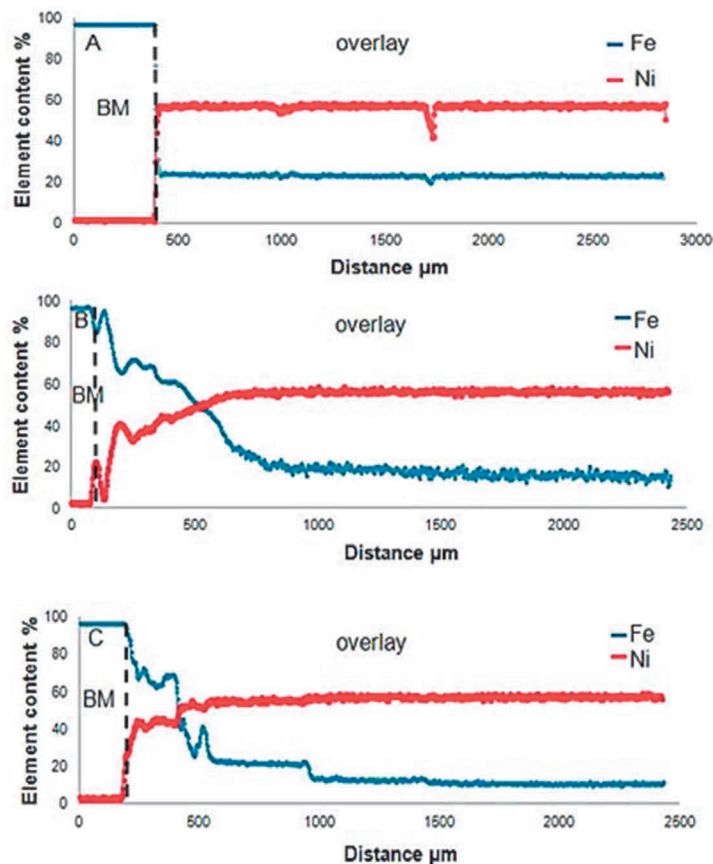 100
A
overlay
Fe
80
Ni
Element content %
60
BM
40
20
0
0 500 1000 1500 2000 2500 3000
Distance µm
100
B
overlay
Fe
80
Ni
Element content %
60
BM
40
20
0
0 500 1000 1500 2000 2500
Distance µm
100
C
overlay
Fe
80
Ni
Element content %
60
BM
40
20
0
0 500 1000 1500 2000 2500
Distance µm